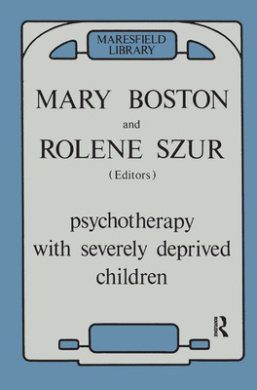 MARESFIELD
LIBRARY
MARY BOSTON
and
ROLENE SZUR
(Editors)
psychotherapy
with severely deprived
children
R